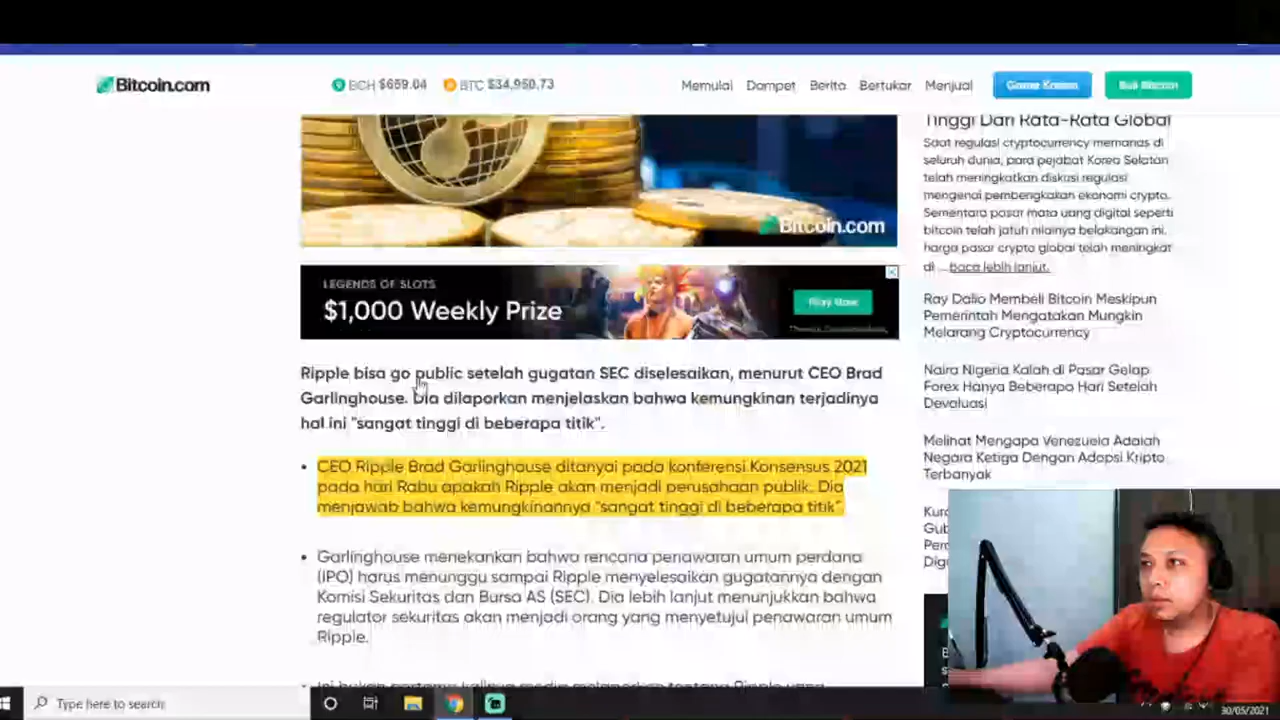 Bitcoin.com
BCH $659.04
BTC $34,950.73
Memulai
Dompet
Berita
Bertukar
Menjual
Beli Bitcoin
Bitcoin.com
LEGENDS OF SLOTS
$1,000 Weekly Prize
Play Now
Ripple bisa go public setelah gugatan SEC diselesaikan, menurut CEO Brad
Garlinghouse. Dia dilaporkan menjelaskan bahwa kemungkinan terjadinya
hal ini "sangat tinggi di beberapa titik".
• CEO Ripple Brad Garlinghouse ditanyai pada konferensi Konsensus 2021
pada hari Rabu apakah Ripple akan menjadi perusahaan publik. Dia
menjawab bahwa kemungkinannya "sangat tinggi di beberapa titik".
• Garlinghouse menekankan bahwa rencana penawaran umum perdana
(IPO) harus menunggu sampai Ripple menyelesaikan gugatannya dengan
Komisi Sekuritas dan Bursa AS (SEC). Dia lebih lanjut menunjukkan bahwa
regulator sekuritas akan menjadi orang yang menyetujui penawaran umum
Ripple.
Tinggi Dari Rata-Rata Global
Saat regulasi cryptocurrency memanas di
seluruh dunia, para pejabat Korea Selatan
telah meningkatkan diskusi regulasi
mengenai pembengkakan ekonomi crypto.
Sementara pasar mata uang digital seperti
bitcoin telah jatuh nilainya belakangan ini,
harga pasar crypto global telah meningkat
di ... baca lebih lanjut.
Ray Dalio Membeli Bitcoin Meskipun
Pemerintah Mengatakan Mungkin
Melarang Cryptocurrency
Naira Nigeria Kalah di Pasar Gelap
Forex Hanya Beberapa Hari Setelah
Devaluasi
Melihat Mengapa Venezuela Adalah
Negara Ketiga Dengan Adopsi Kripto
Terbanyak
Type here to search
30/05/2021